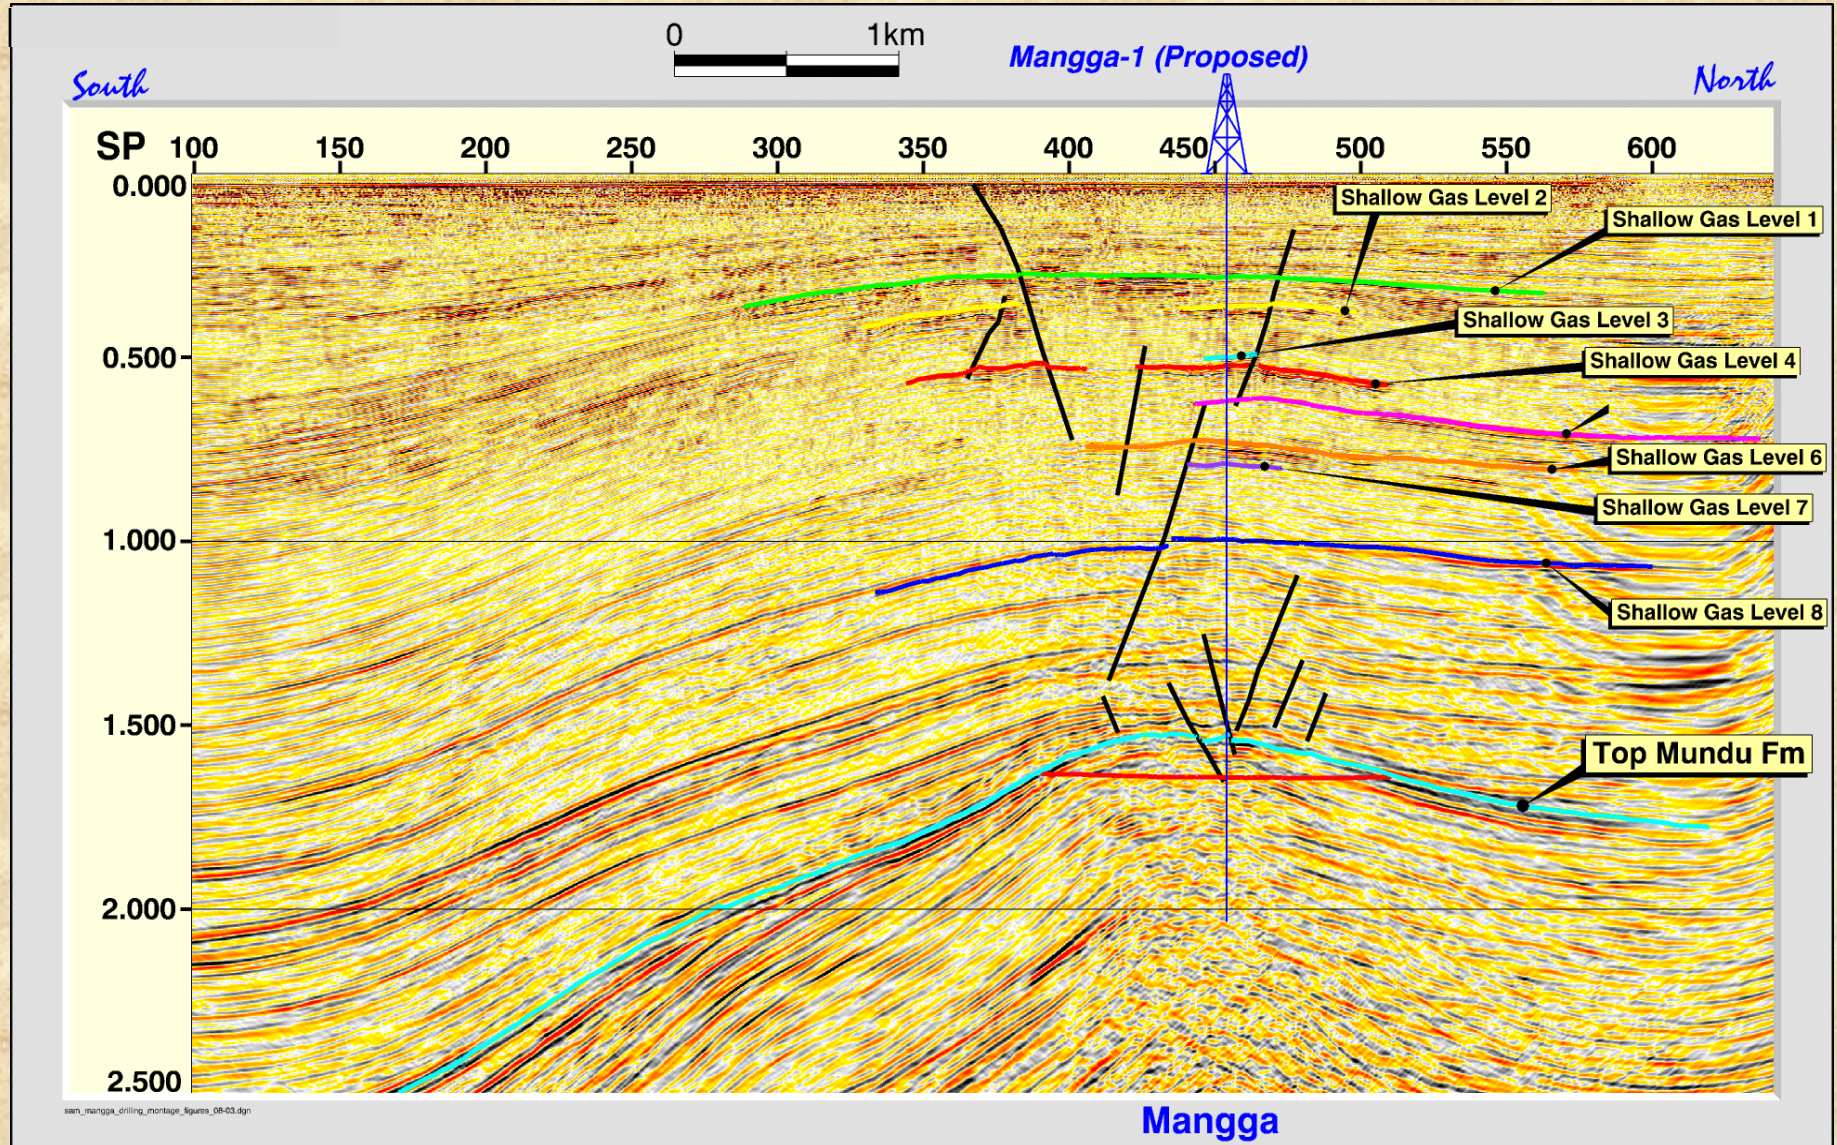 0 1km
Mangga-1 (Proposed)
South
North
SP 100 150 200 250 300 350 400 450 500 550 600
0.000
Shallow Gas Level 2
Shallow Gas Level 1
Shallow Gas Level 3
0.500
Shallow Gas Level 4
Shallow Gas Level 6
Shallow Gas Level 7
1.000
Shallow Gas Level 8
1.500
Top Mundu Fm
2.000
2.500
sam_mangga_drilling_montage_figures_08-03.dgn
Mangga